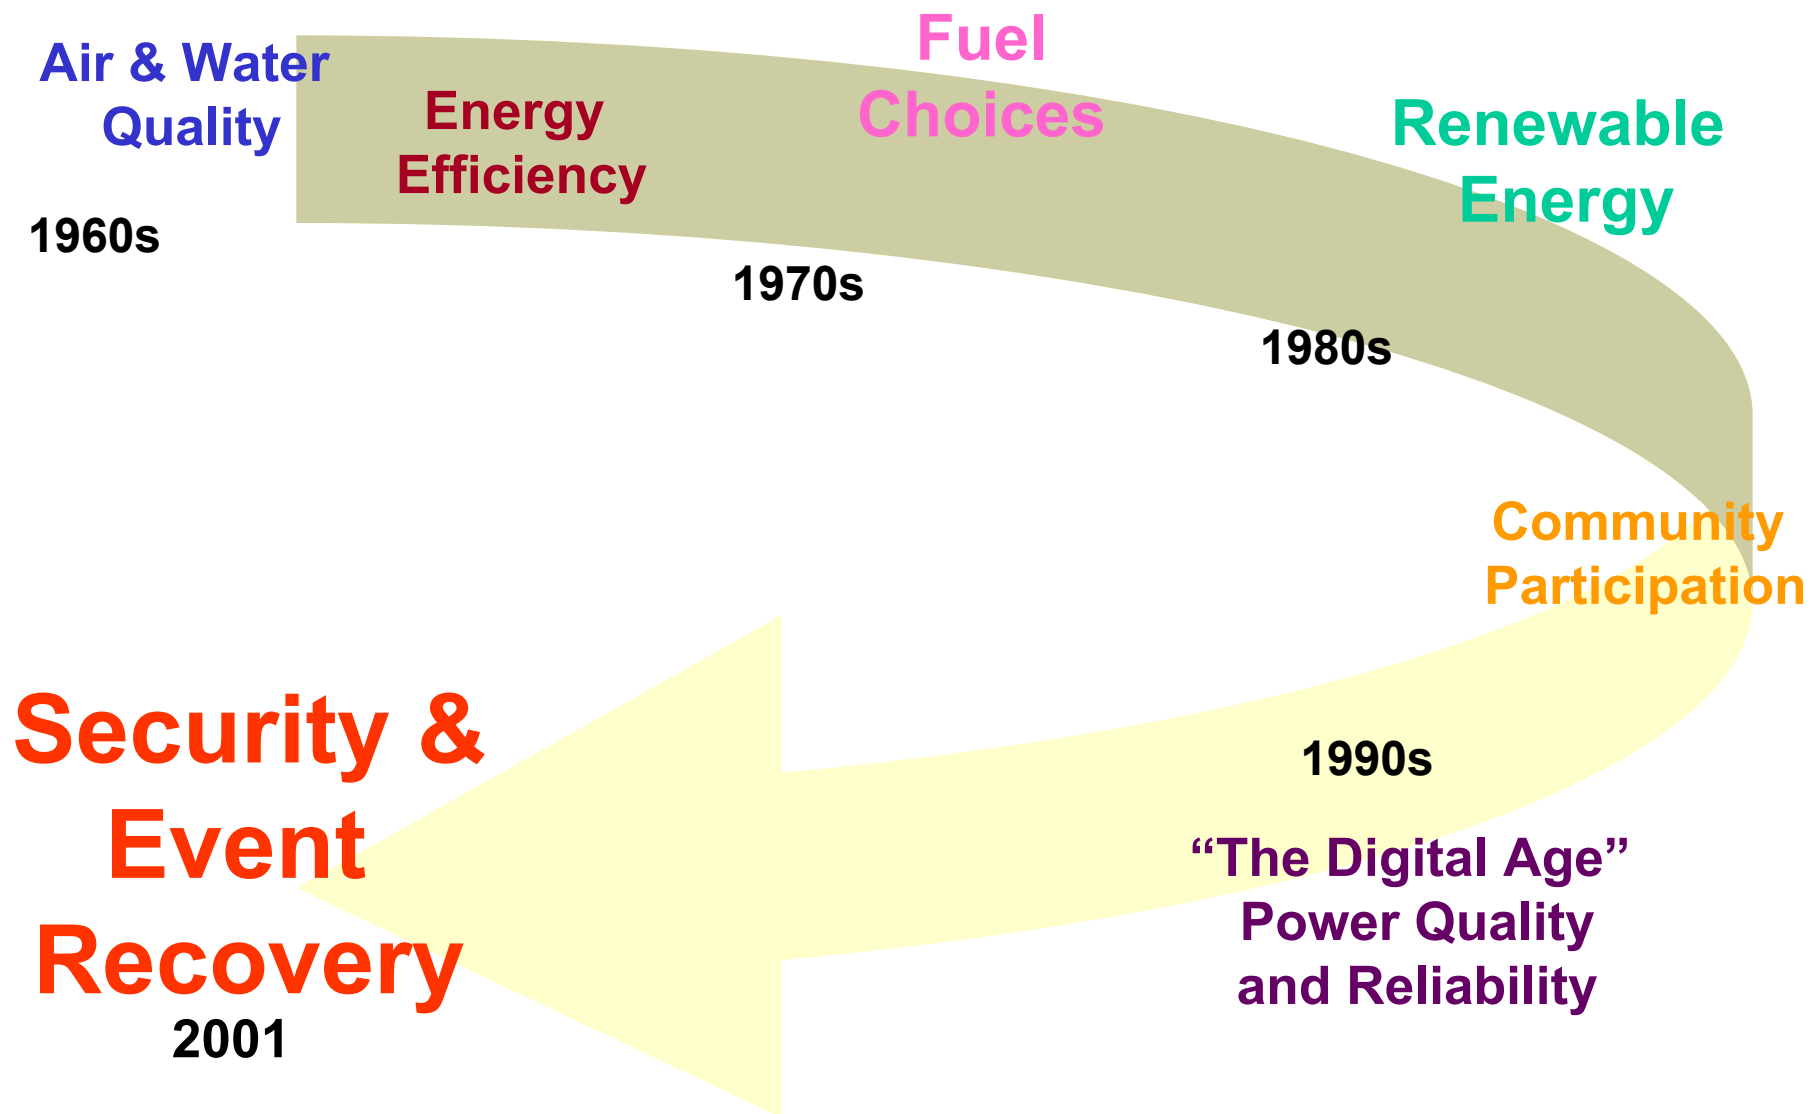 Air & Water
Quality
1960s
Energy
Efficiency
Fuel
Choices
1970s
Renewable
Energy
1980s
Community
Participation
1990s
“The Digital Age”
Power Quality
and Reliability
Security &
Event
Recovery
2001